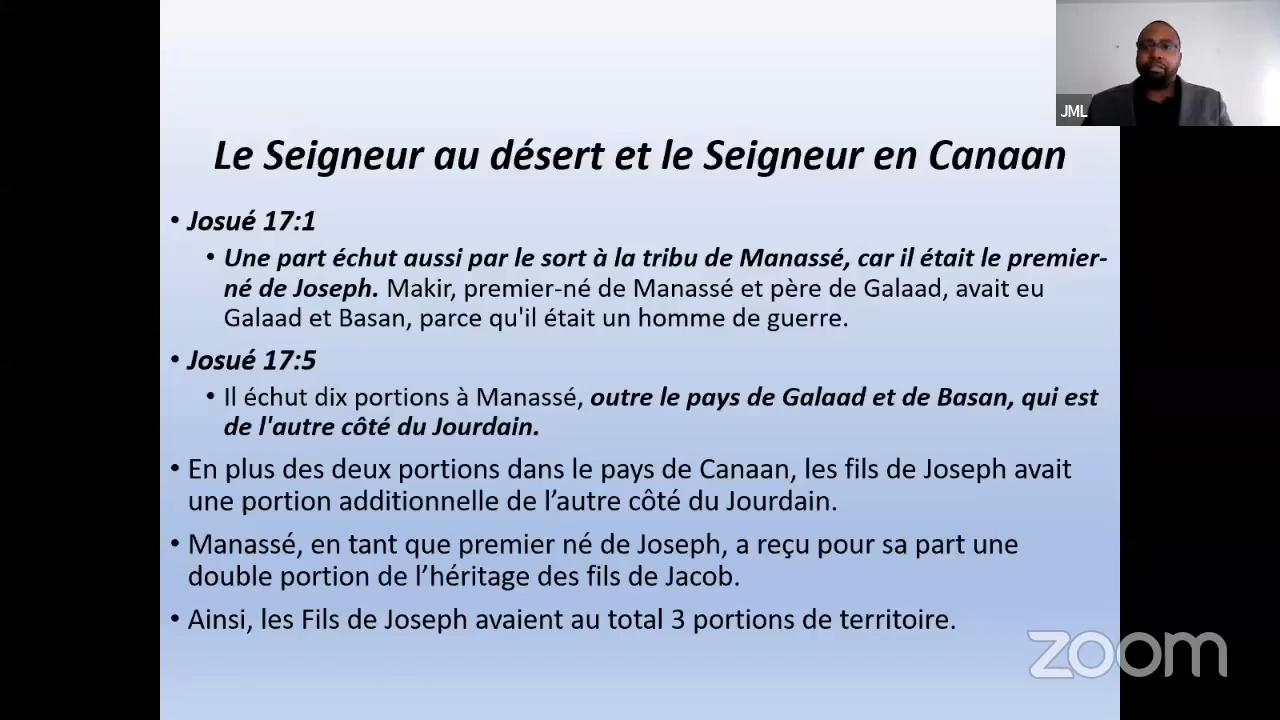 JML
Le Seigneur au désert et le Seigneur en Canaan
• Josué 17:1
• Une part échut aussi par le sort à la tribu de Manassé, car il était le premier-
né de Joseph. Makir, premier-né de Manassé et père de Galaad, avait eu
Galaad et Basan, parce qu'il était un homme de guerre.
• Josué 17:5
• Il échut dix portions à Manassé, outre le pays de Galaad et de Basan, qui est
de l'autre côté du Jourdain.
• En plus des deux portions dans le pays de Canaan, les fils de Joseph avait
une portion additionnelle de l’autre côté du Jourdain.
• Manassé, en tant que premier né de Joseph, a reçu pour sa part une
double portion de l’héritage des fils de Jacob.
• Ainsi, les Fils de Joseph avaient au total 3 portions de territoire.
zoom